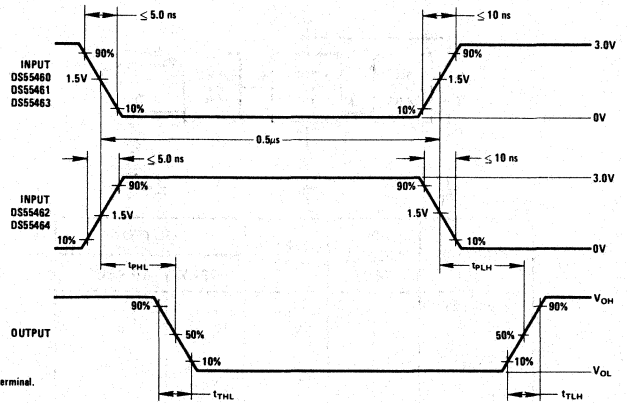 ≤ 5.0 ns
≤ 10 ns
90%
90%
3.0V
INPUT
DS55460
DS55461
DS55463
1.5V
1.5V
10%
10%
0V
0.5μs
≤ 5.0 ns
≤ 10 ns
90%
90%
3.0V
INPUT
DS55462
DS55464
1.5V
1.5V
10%
10%
0V
tPHL
tPLH
90%
90%
VOH
OUTPUT
50%
50%
10%
10%
VOL
erminal.
tTHL
tTLH